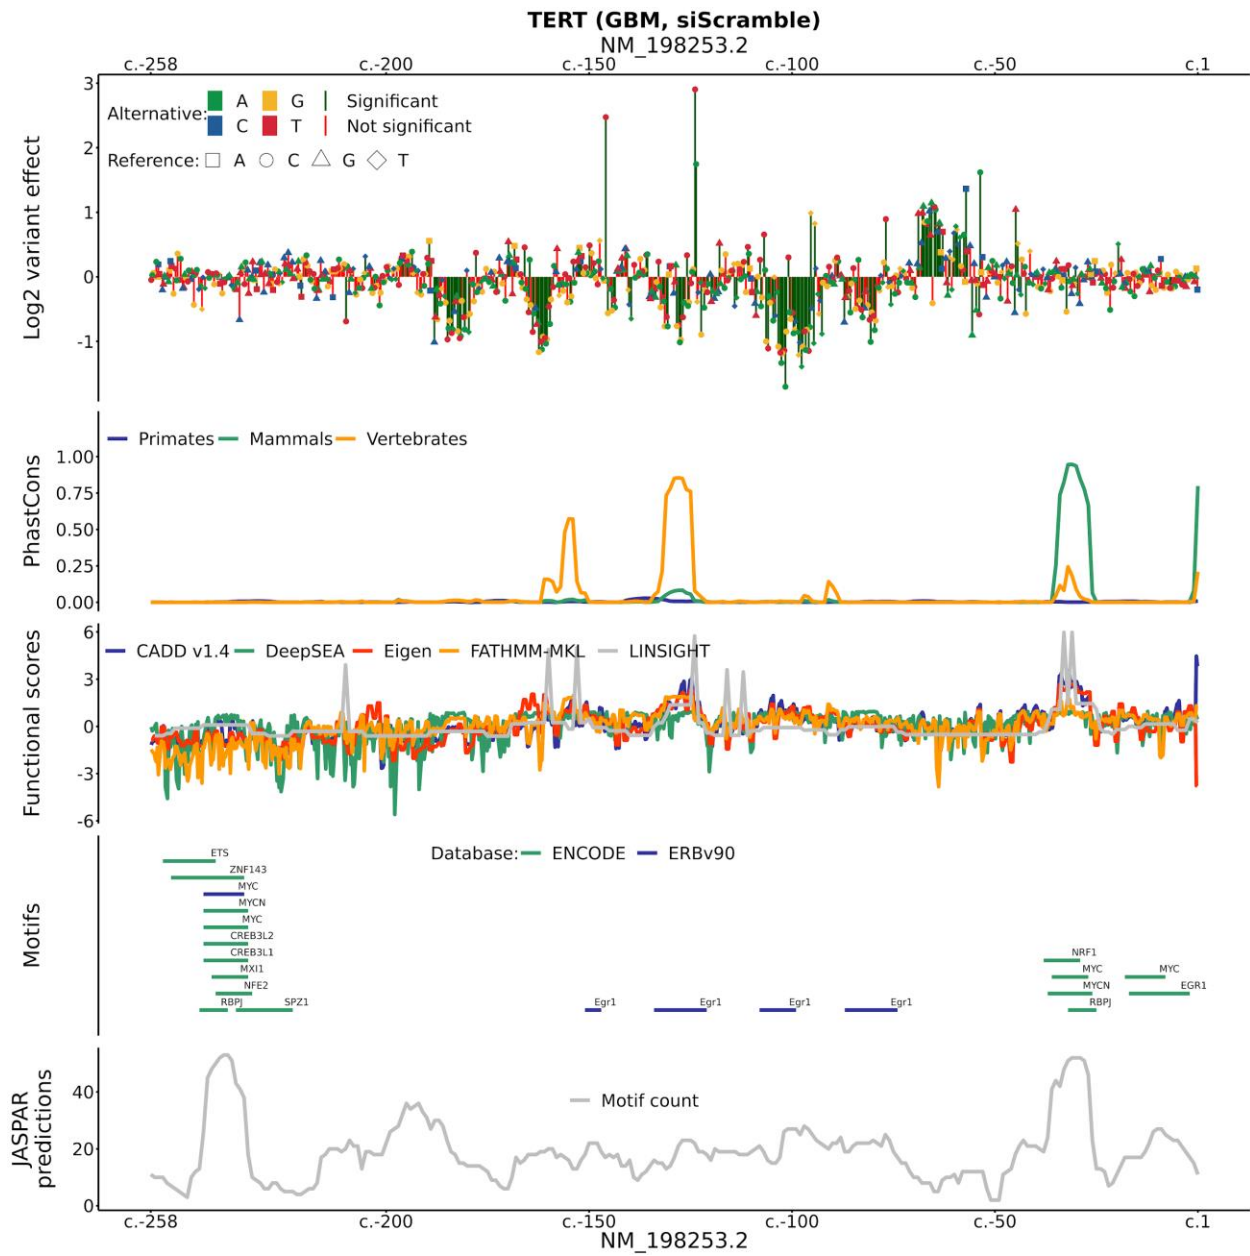 TERT (GBM, siScramble)
NM_198253.2
c.-258 c.-200 c.-150 c.-100 c.-50 c.1
Log2 variant effect
3
2
1
0
-1
Alternative: A G Significant
C T Not significant
Reference: A C G T
PhastCons
Primates Mammals Vertebrates
1.00
0.75
0.50
0.25
0.00
Functional scores
6
3
0
-3
-6
CADD v1.4 DeepSEA Eigen FATHMM-MKL LINSIGHT
Motifs
Database: ENCODE ERBv90
ETS
ZNF143
MYC
MYCN
MYC
CREB3L2
CREB3L1 NRF1
MXI1 MYC MYC
NFE2 MYCN EGR1
RBPJ SPZ1 Egr1 Egr1 Egr1 Egr1 RBPJ
JASPAR
predictions
40
20
0
Motif count
c.-258 c.-200 c.-150 c.-100 c.-50 c.1
NM_198253.2